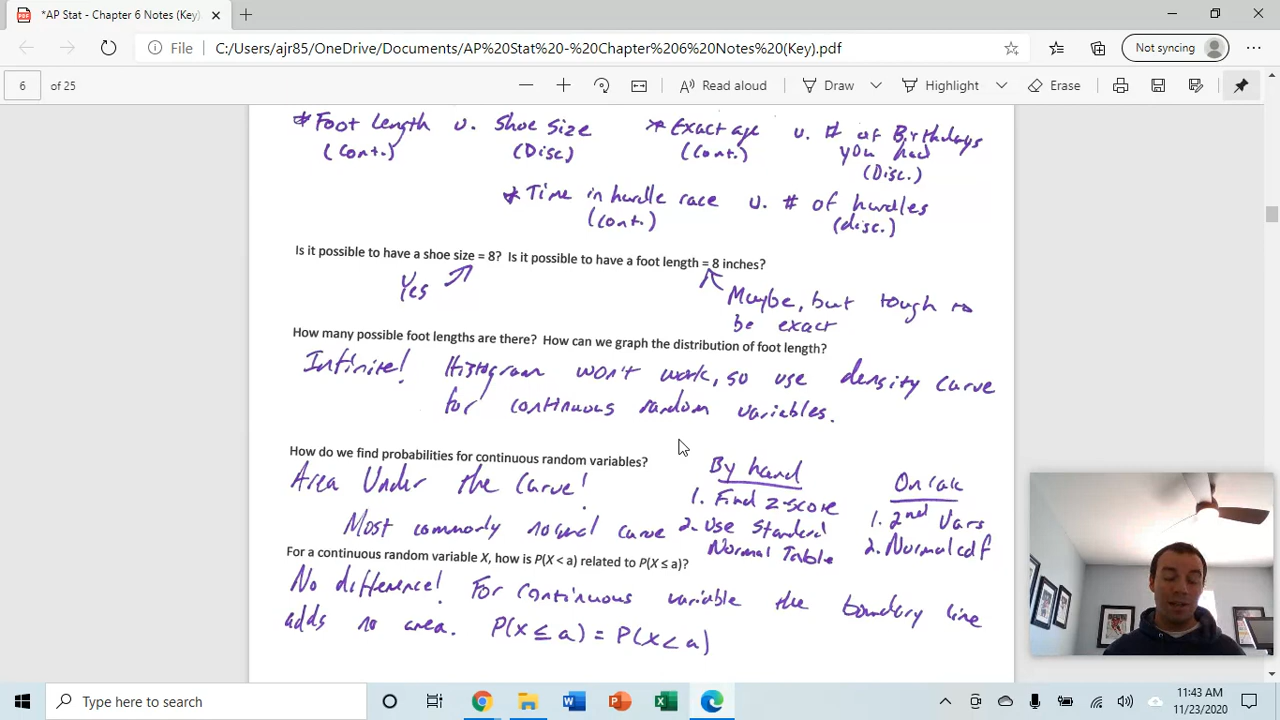 *AP Stat - Chapter 6 Notes (Key).p
File C:/Users/ajr85/OneDrive/Documents/AP%20Stat%20-%20Chapter%206%20Notes%20(Key).pdf
Not syncing
6 of 25
Read aloud
Draw
Highlight
Erase
* Foot Length v. Shoe Size
(Cont.) (Disc)
* Exact age v. # of Birthdays
you had
(Cont.) (Disc.)
* Time in hurdle race v. # of hurdles
(cont.) (disc.)
Is it possible to have a shoe size = 8? Is it possible to have a foot length = 8 inches?
Yes
Maybe, but tough to
be exact
How many possible foot lengths are there? How can we graph the distribution of foot length?
Infinite! Histogram won't work, so use density curve
for continuous random variables.
How do we find probabilities for continuous random variables?
Area Under the Curve!
Most commonly normal curve
By hand
1. Find z-score
2. Use Standard
Normal Table
On calc
1. 2nd Vars
2. Normalcdf
For a continuous random variable X, how is P(X < a) related to P(X ≤ a)?
No difference! For continuous variable the boundary line
adds no area. P(X ≤ a) = P(X < a)
Type here to search
11:43 AM
11/23/2020